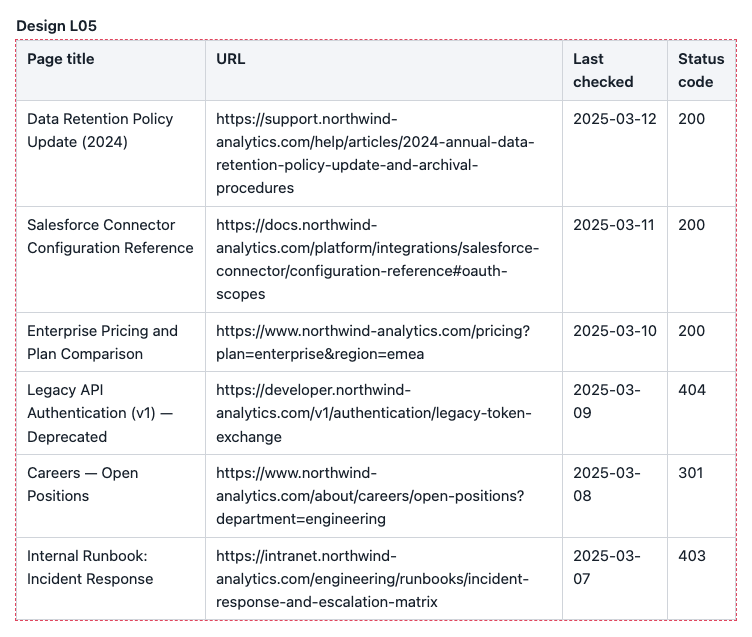 Design L05
Page title
URL
Last
checked
Status
code
Data Retention Policy
Update (2024)
https://support.northwind-
analytics.com/help/articles/2024-annual-data-
retention-policy-update-and-archival-
procedures
2025-03-12
200
Salesforce Connector
Configuration Reference
https://docs.northwind-
analytics.com/platform/integrations/salesforce-
connector/configuration-reference#oauth-
scopes
2025-03-11
200
Enterprise Pricing and
Plan Comparison
https://www.northwind-analytics.com/pricing?
plan=enterprise&region=emea
2025-03-10
200
Legacy API
Authentication (v1) —
Deprecated
https://developer.northwind-
analytics.com/v1/authentication/legacy-token-
exchange
2025-03-
09
404
Careers — Open
Positions
https://www.northwind-
analytics.com/about/careers/open-positions?
department=engineering
2025-03-
08
301
Internal Runbook:
Incident Response
https://intranet.northwind-
analytics.com/engineering/runbooks/incident-
response-and-escalation-matrix
2025-03-
07
403